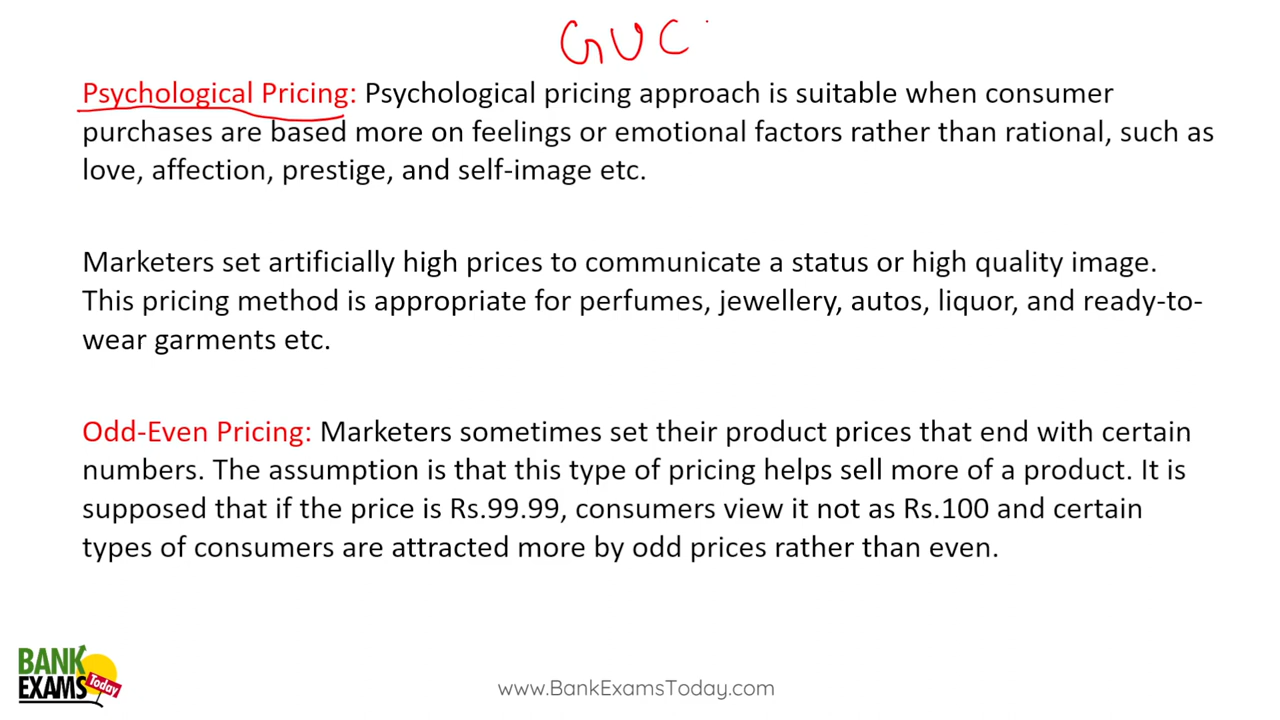 GUC
Psychological Pricing: Psychological pricing approach is suitable when consumer
purchases are based more on feelings or emotional factors rather than rational, such as
love, affection, prestige, and self-image etc.
Marketers set artificially high prices to communicate a status or high quality image.
This pricing method is appropriate for perfumes, jewellery, autos, liquor, and ready-to-
wear garments etc.
Odd-Even Pricing: Marketers sometimes set their product prices that end with certain
numbers. The assumption is that this type of pricing helps sell more of a product. It is
supposed that if the price is Rs.99.99, consumers view it not as Rs.100 and certain
types of consumers are attracted more by odd prices rather than even.
BANK
EXAMS Today
www.BankExamsToday.com